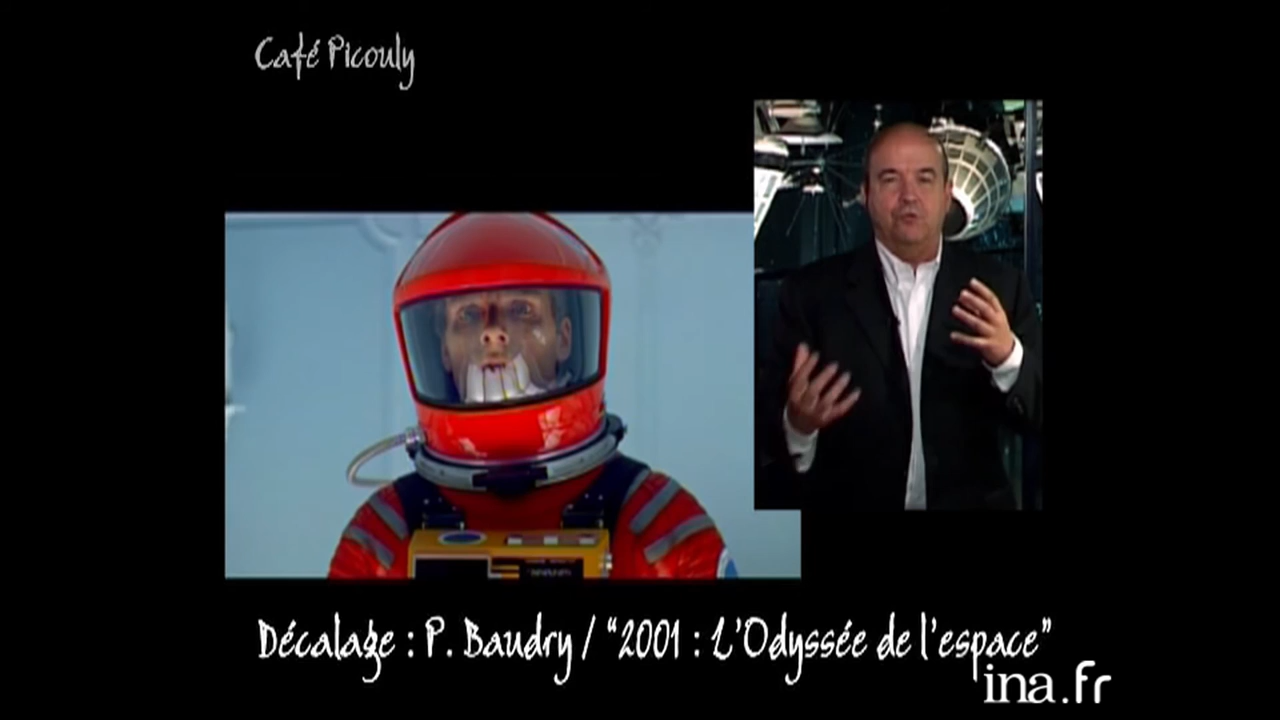 Café Picouly
Décalage : P. Baudry / “2001 : L'Odyssée de l'espace”
ina.fr